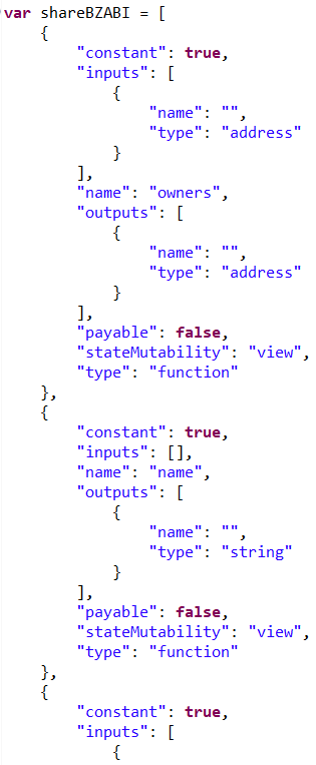 var shareBZABI = [
    {
        "constant": true,
        "inputs": [
            {
                "name": "",
                "type": "address"
            }
        ],
        "name": "owners",
        "outputs": [
            {
                "name": "",
                "type": "address"
            }
        ],
        "payable": false,
        "stateMutability": "view",
        "type": "function"
    },
    {
        "constant": true,
        "inputs": [],
        "name": "name",
        "outputs": [
            {
                "name": "",
                "type": "string"
            }
        ],
        "payable": false,
        "stateMutability": "view",
        "type": "function"
    },
    {
        "constant": true,
        "inputs": [
            {